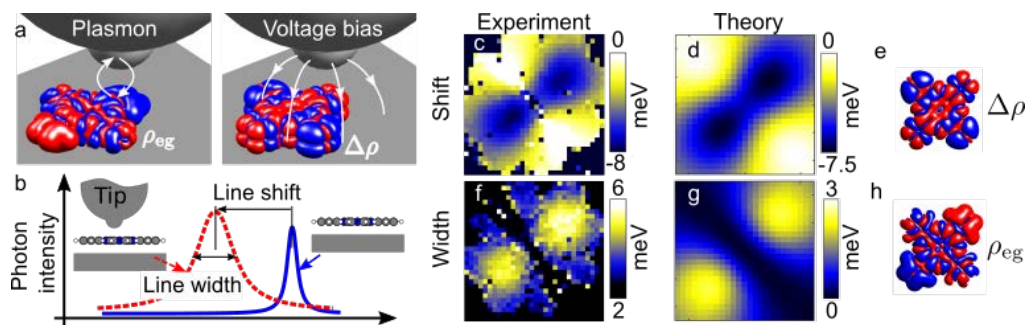 a
Plasmon
ρeg
Voltage bias
Δρ
b
Tip
Line shift
Line width
Photon
intensity
Experiment
Theory
Shift
c
0
meV
-8
d
0
meV
-7.5
e
Δρ
Width
f
6
meV
2
g
3
meV
0
h
ρeg